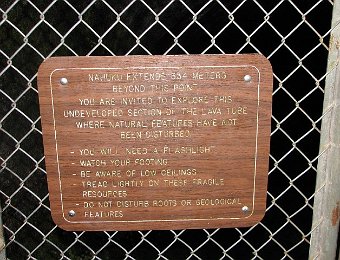 NAHUKU EXTENDS 334 METERS
BEYOND THIS POINT.
YOU ARE INVITED TO EXPLORE THIS
UNDEVELOPED SECTION OF THE LAVA TUBE
WHERE NATURAL FEATURES HAVE NOT
BEEN DISTURBED.
- YOU WILL NEED A FLASHLIGHT
- WATCH YOUR FOOTING
- BE AWARE OF LOW CEILINGS
- TREAD LIGHTLY ON THESE FRAGILE
RESOURCES
- DO NOT DISTURB ROOTS OR GEOLOGICAL
FEATURES